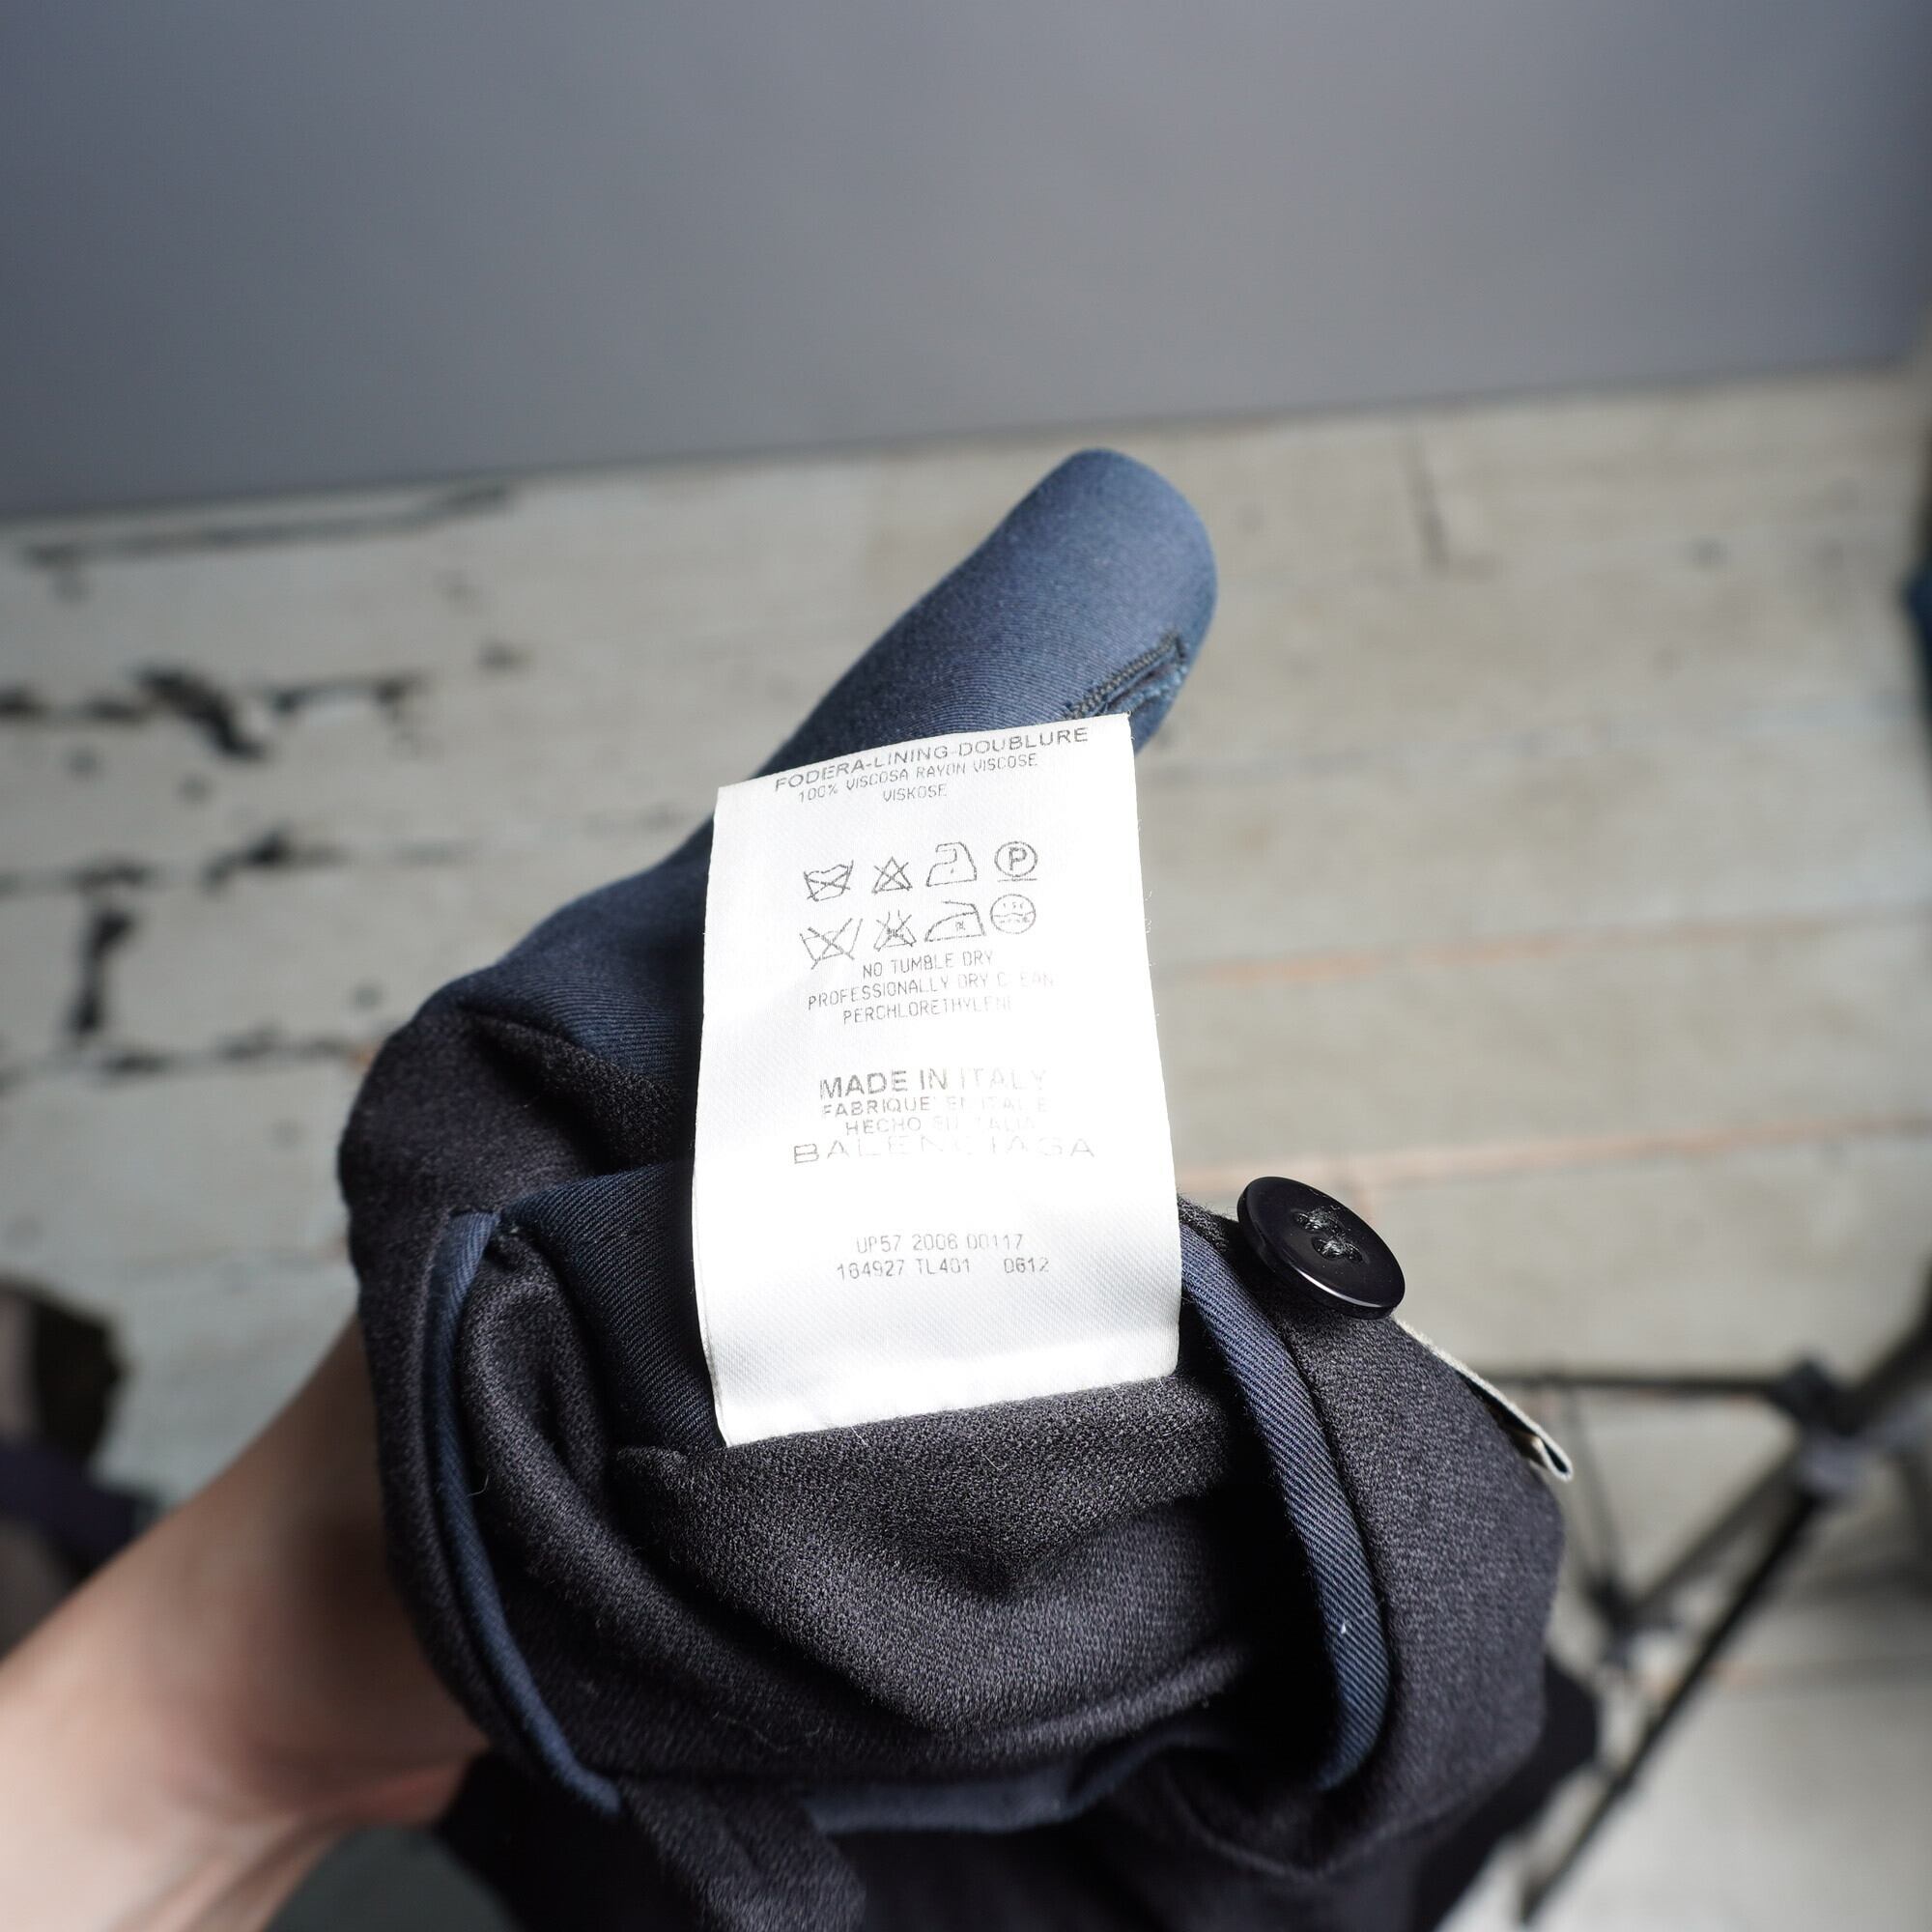 FODERA-LINING-DOUBLURE
100% VISCOSA RAYON VISCOSE
VISKOSE
P
NO TUMBLE DRY
PROFESSIONALLY DRY CLEAN
PERCHLORETHYLENE
MADE IN ITALY
FABRIQUE EN ITALIE
HECHO EN ITALIA
BALENCIAGA
UP57 2006 00117
164927 TL401 0612